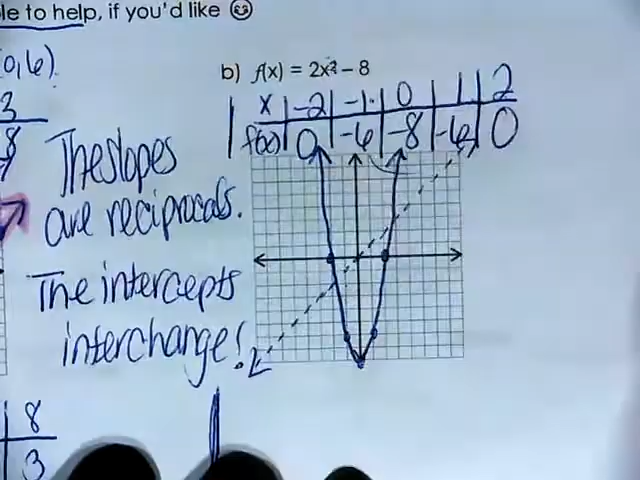 le to help, if you'd like ☺
0,6).
b) f(x) = 2x² – 8
3
x | -2 | -1 | 0 | 1 | 2
8
f(x) | 0 | -6 | -8 | -6 | 0
The slopes
are reciprocals.
The intercepts
interchange!
8
3